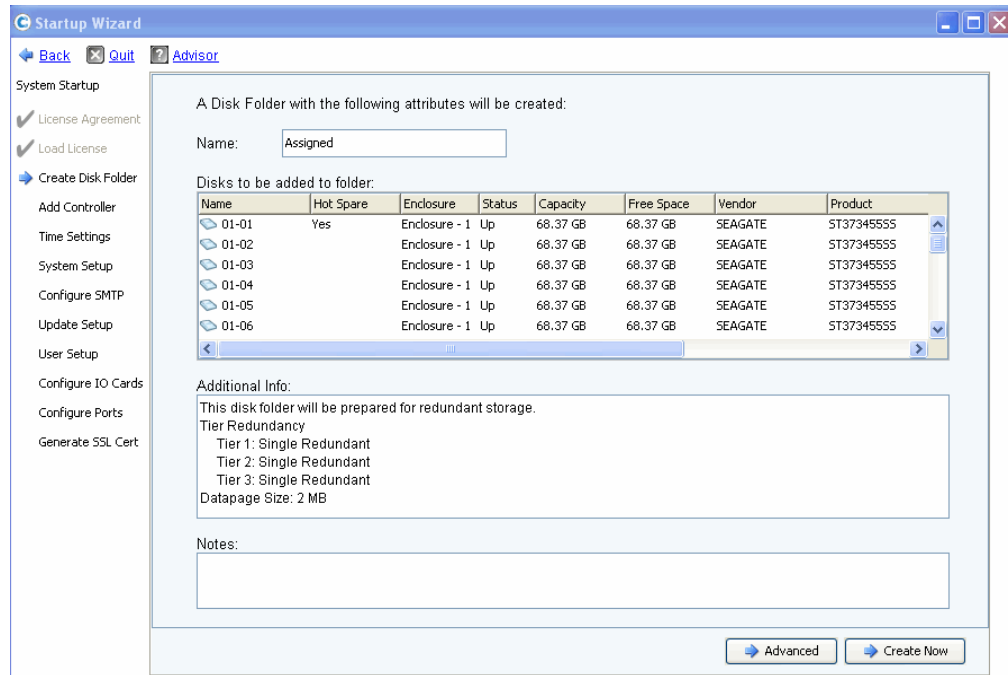 Startup Wizard
Back Quit ? Advisor
System Startup
License Agreement
Load License
Create Disk Folder
Add Controller
Time Settings
System Setup
Configure SMTP
Update Setup
User Setup
Configure IO Cards
Configure Ports
Generate SSL Cert
A Disk Folder with the following attributes will be created:
Name: Assigned
Disks to be added to folder:
Name Hot Spare Enclosure Status Capacity Free Space Vendor Product
01-01 Yes Enclosure - 1 Up 68.37 GB 68.37 GB SEAGATE ST373455SS
01-02 Enclosure - 1 Up 68.37 GB 68.37 GB SEAGATE ST373455SS
01-03 Enclosure - 1 Up 68.37 GB 68.37 GB SEAGATE ST373455SS
01-04 Enclosure - 1 Up 68.37 GB 68.37 GB SEAGATE ST373455SS
01-05 Enclosure - 1 Up 68.37 GB 68.37 GB SEAGATE ST373455SS
01-06 Enclosure - 1 Up 68.37 GB 68.37 GB SEAGATE ST373455SS
Additional Info:
This disk folder will be prepared for redundant storage.
Tier Redundancy
Tier 1: Single Redundant
Tier 2: Single Redundant
Tier 3: Single Redundant
Datapage Size: 2 MB
Notes:
Advanced Create Now